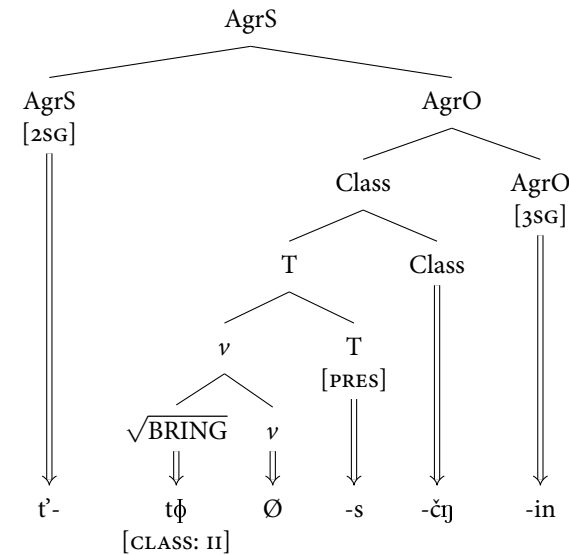 AgrS
AgrS AgrO
[2SG]
Class AgrO
[3SG]
T Class
v T
[PRES]
√BRING v
t’- tɸ Ø -s -čŋ -in
[CLASS: II]